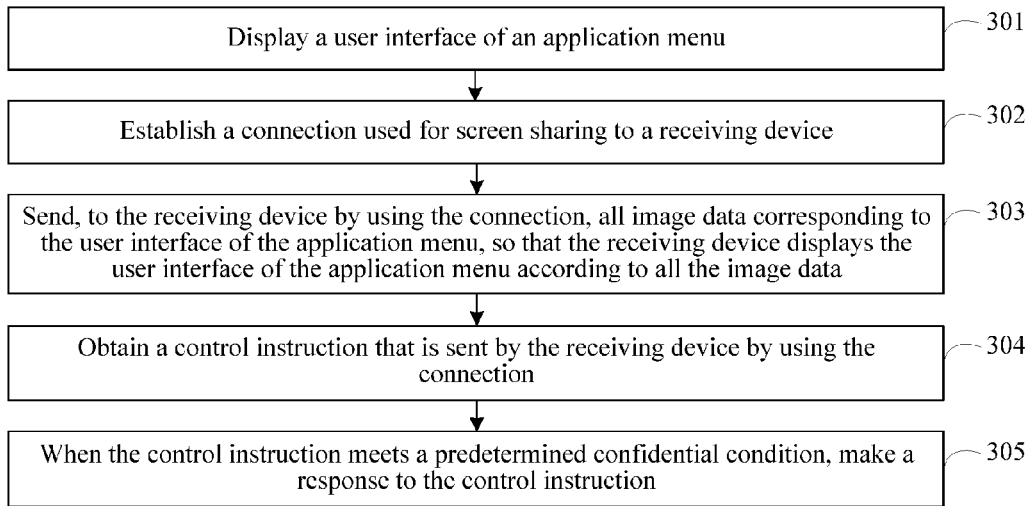 Display a user interface of an application menu
301
Establish a connection used for screen sharing to a receiving device
302
Send, to the receiving device by using the connection, all image data corresponding to
the user interface of the application menu, so that the receiving device displays the
user interface of the application menu according to all the image data
303
Obtain a control instruction that is sent by the receiving device by using the
connection
304
When the control instruction meets a predetermined confidential condition, make a
response to the control instruction
305